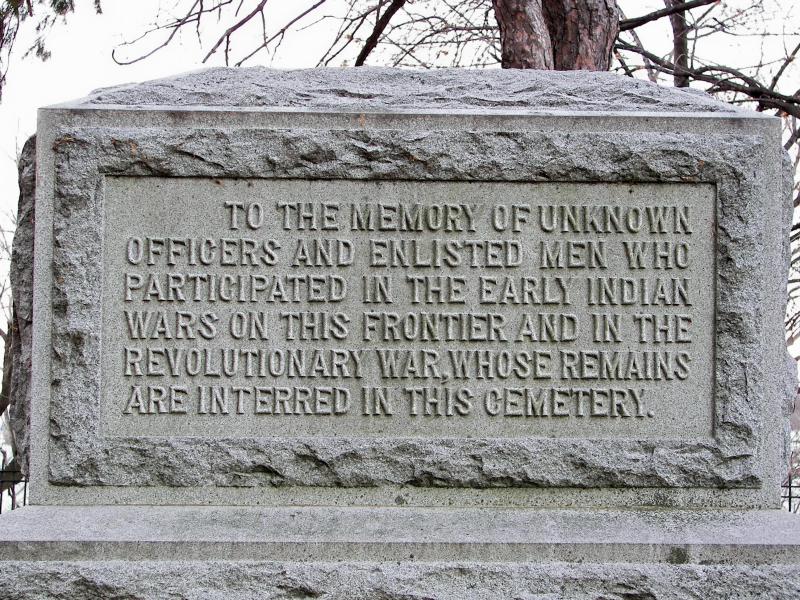 TO THE MEMORY OF UNKNOWN
OFFICERS AND ENLISTED MEN WHO
PARTICIPATED IN THE EARLY INDIAN
WARS ON THIS FRONTIER AND IN THE
REVOLUTIONARY WAR, WHOSE REMAINS
ARE INTERRED IN THIS CEMETERY.